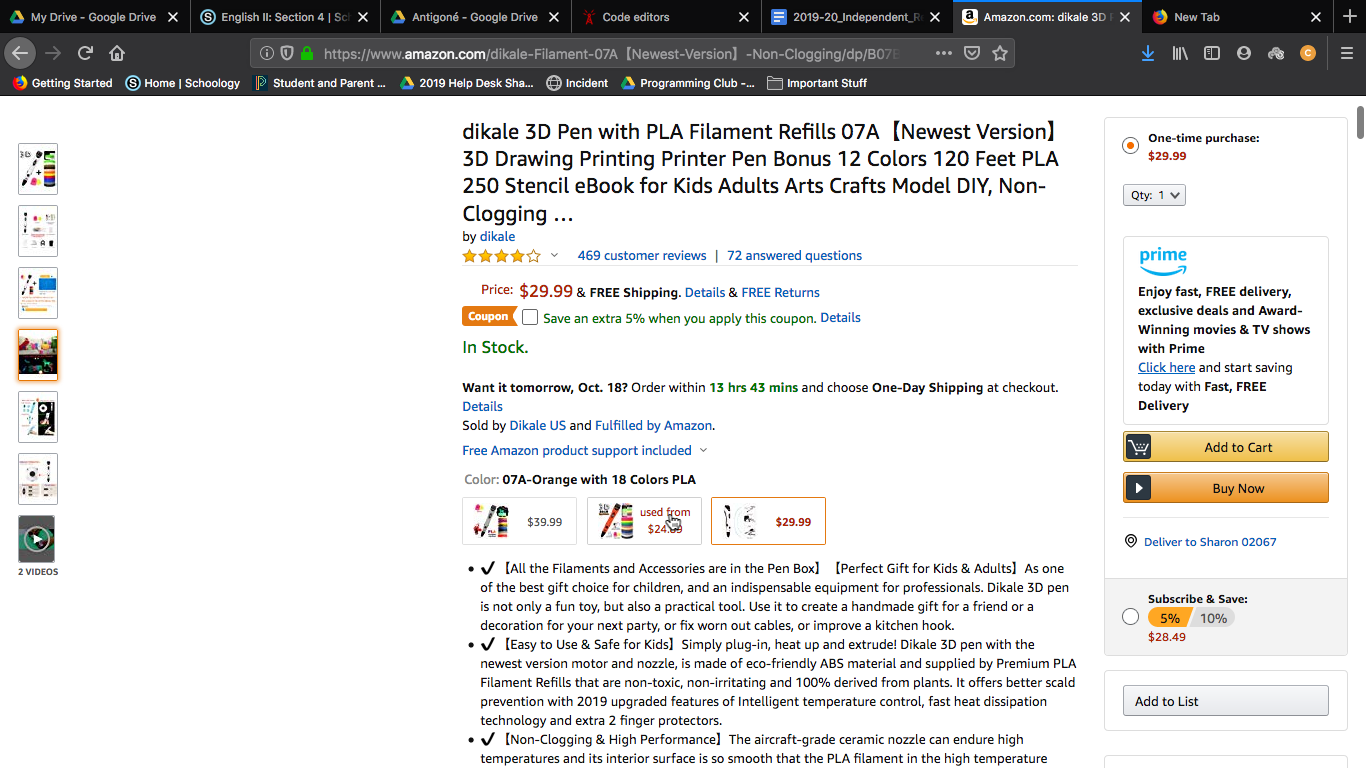 My Drive - Google Drive
English II: Section 4 | Sch
Antigoné - Google Drive
Code editors
2019-20_Independent_Re
Amazon.com: dikale 3D P
New Tab
https://www.amazon.com/dikale-Filament-07A【Newest-Version】-Non-Clogging/dp/B07B
C
Getting Started
Home | Schoology
Student and Parent ...
2019 Help Desk Sha...
Incident
Programming Club -...
Important Stuff
dikale 3D Pen with PLA Filament Refills 07A【Newest Version】
3D Drawing Printing Printer Pen Bonus 12 Colors 120 Feet PLA
250 Stencil eBook for Kids Adults Arts Crafts Model DIY, Non-
Clogging …
by dikale
469 customer reviews | 72 answered questions
Price: $29.99 & FREE Shipping. Details & FREE Returns
Coupon Save an extra 5% when you apply this coupon. Details
In Stock.
Want it tomorrow, Oct. 18? Order within 13 hrs 43 mins and choose One-Day Shipping at checkout.
Details
Sold by Dikale US and Fulfilled by Amazon.
Free Amazon product support included
Color: 07A-Orange with 18 Colors PLA
$39.99
used from
$29.99
• ✔ 【All the Filaments and Accessories are in the Pen Box】【Perfect Gift for Kids & Adults】As one
of the best gift choice for children, and an indispensable equipment for professionals. Dikale 3D pen
is not only a fun toy, but also a practical tool. Use it to create a handmade gift for a friend or a
decoration for your next party, or fix worn out cables, or improve a kitchen hook.
• ✔ 【Easy to Use & Safe for Kids】Simply plug-in, heat up and extrude! Dikale 3D pen with the
newest version motor and nozzle, is made of eco-friendly ABS material and supplied by Premium PLA
Filament Refills that are non-toxic, non-irritating and 100% derived from plants. It offers better scald
prevention with 2019 upgraded features of Intelligent temperature control, fast heat dissipation
technology and extra 2 finger protectors.
• ✔ 【Non-Clogging & High Performance】The aircraft-grade ceramic nozzle can endure high
temperatures and its interior surface is so smooth that the PLA filament in the high temperature
2 VIDEOS
One-time purchase:
$29.99
Qty: 1
prime
Enjoy fast, FREE delivery,
exclusive deals and Award-
Winning movies & TV shows
with Prime
Click here and start saving
today with Fast, FREE
Delivery
Add to Cart
Buy Now
Deliver to Sharon 02067
Subscribe & Save:
5% 10%
$28.49
Add to List